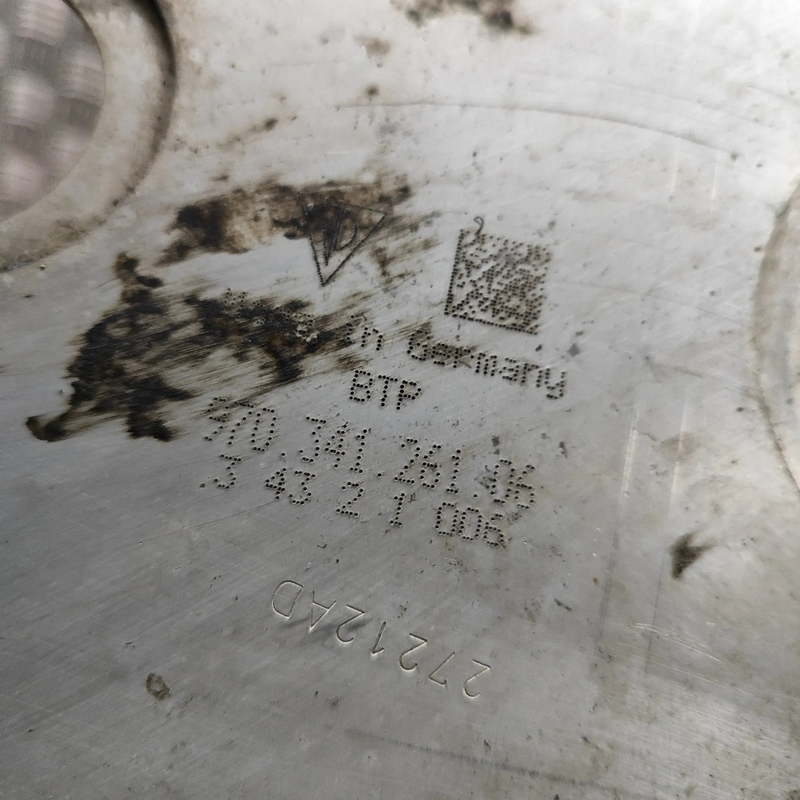 in Germany
BTP
970.341.261.06
3 43 2 1 006
27212AD